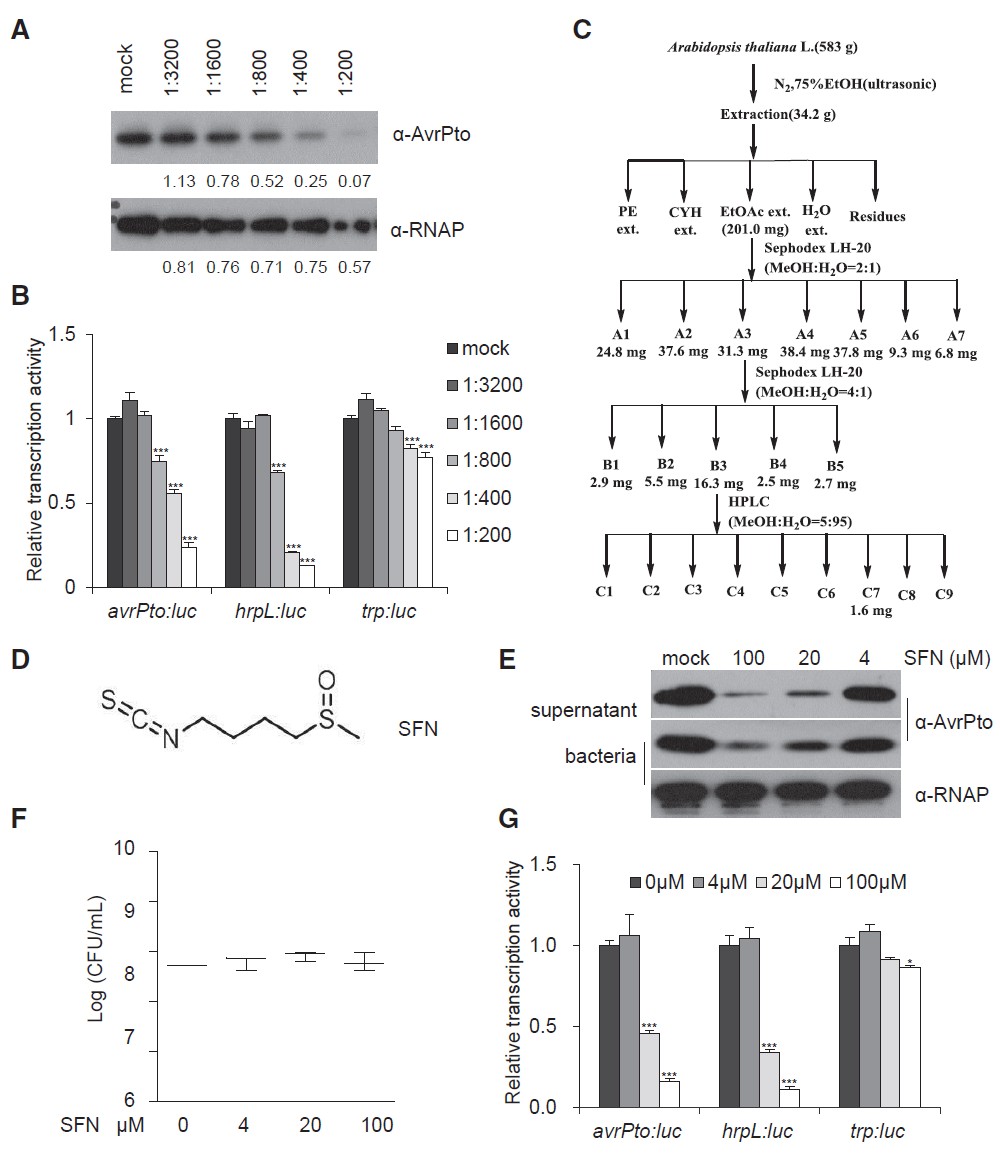 A
mock
1:3200
1:1600
1:800
1:400
1:200
α-AvrPto
1.13 0.78 0.52 0.25 0.07
α-RNAP
0.81 0.76 0.71 0.75 0.57
B
Relative transcription activity
1.5
1
0.5
0
*** *** ***
*** *** ***
*** ***
avrPto:luc hrpL:luc trp:luc
mock
1:3200
1:1600
1:800
1:400
1:200
C
Arabidopsis thaliana L.(583 g)
N2,75%EtOH(ultrasonic)
Extraction(34.2 g)
PE
ext.
CYH
ext.
EtOAc ext.
(201.0 mg)
H2O
ext.
Residues
Sephodex LH-20
(MeOH:H2O=2:1)
A1 A2 A3 A4 A5 A6 A7
24.8 mg 37.6 mg 31.3 mg 38.4 mg 37.8 mg 9.3 mg 6.8 mg
Sephodex LH-20
(MeOH:H2O=4:1)
B1 B2 B3 B4 B5
2.9 mg 5.5 mg 16.3 mg 2.5 mg 2.7 mg
HPLC
(MeOH:H2O=5:95)
C1 C2 C3 C4 C5 C6 C7 C8 C9
1.6 mg
D
S C N S O
SFN
E
mock 100 20 4 SFN (µM)
supernatant
bacteria
α-AvrPto
α-RNAP
F
Log (CFU/mL)
10
9
8
7
6
SFN µM 0 4 20 100
G
Relative transcription activity
1.5
1.0
0.5
0.0
0µM 4µM 20µM 100µM
*** ***
*** ***
*
avrPto:luc hrpL:luc trp:luc